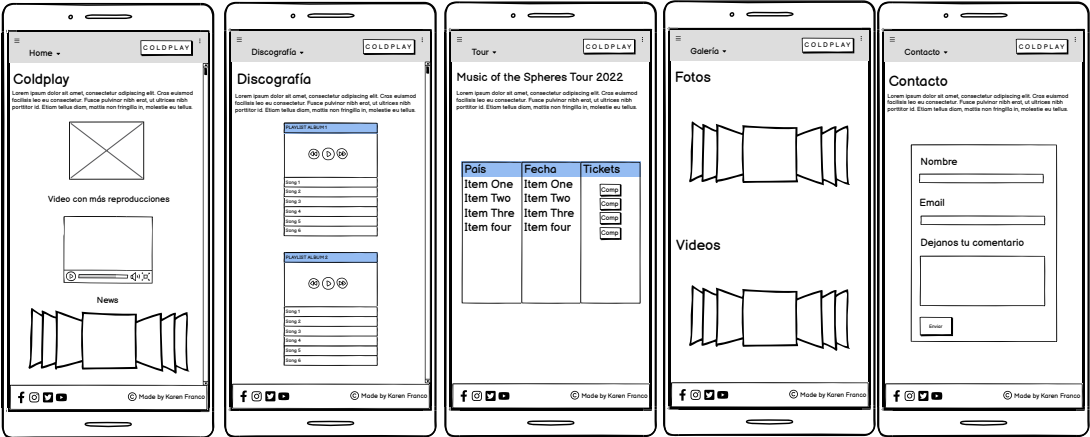 Home
COLDPLAY
Coldplay
Lorem ipsum dolor sit amet, consectetur adipiscing elit. Cras euismod
facilisis leo eu consectetur. Fusce pulvinar nibh erat, ut ultrices nibh
porttitor id. Etiam tellus diam, mattis non fringilla in, molestie eu tellus.
Video con más reproducciones
News
Made by Karen Franco
Discografía
COLDPLAY
Discografía
Lorem ipsum dolor sit amet, consectetur adipiscing elit. Cras euismod
facilisis leo eu consectetur. Fusce pulvinar nibh erat, ut ultrices nibh
porttitor id. Etiam tellus diam, mattis non fringilla in, molestie eu tellus.
PLAYLIST ALBUM 1
Song 1
Song 2
Song 3
Song 4
Song 5
Song 6
PLAYLIST ALBUM 2
Song 1
Song 2
Song 3
Song 4
Song 5
Song 6
© Made by Karen Franco
Tour
COLDPLAY
Music of the Spheres Tour 2022
Lorem ipsum dolor sit amet, consectetur adipiscing elit. Cras euismod
facilisis leo eu consectetur. Fusce pulvinar nibh erat, ut ultrices nibh
porttitor id. Etiam tellus diam, mattis non fringilla in, molestie eu tellus.
País Fecha Tickets
Item One Item One Comp
Item Two Item Two Comp
Item Thre Item Thre Comp
Item four Item four Comp
© Made by Karen Franco
Galería
COLDPLAY
Fotos
Videos
© Made by Karen Franco
Contacto
COLDPLAY
Contacto
Lorem ipsum dolor sit amet, consectetur adipiscing elit. Cras euismod
facilisis leo eu consectetur. Fusce pulvinar nibh erat, ut ultrices nibh
porttitor id. Etiam tellus diam, mattis non fringilla in, molestie eu tellus.
Nombre
Email
Dejanos tu comentario
Enviar
© Made by Karen Franco